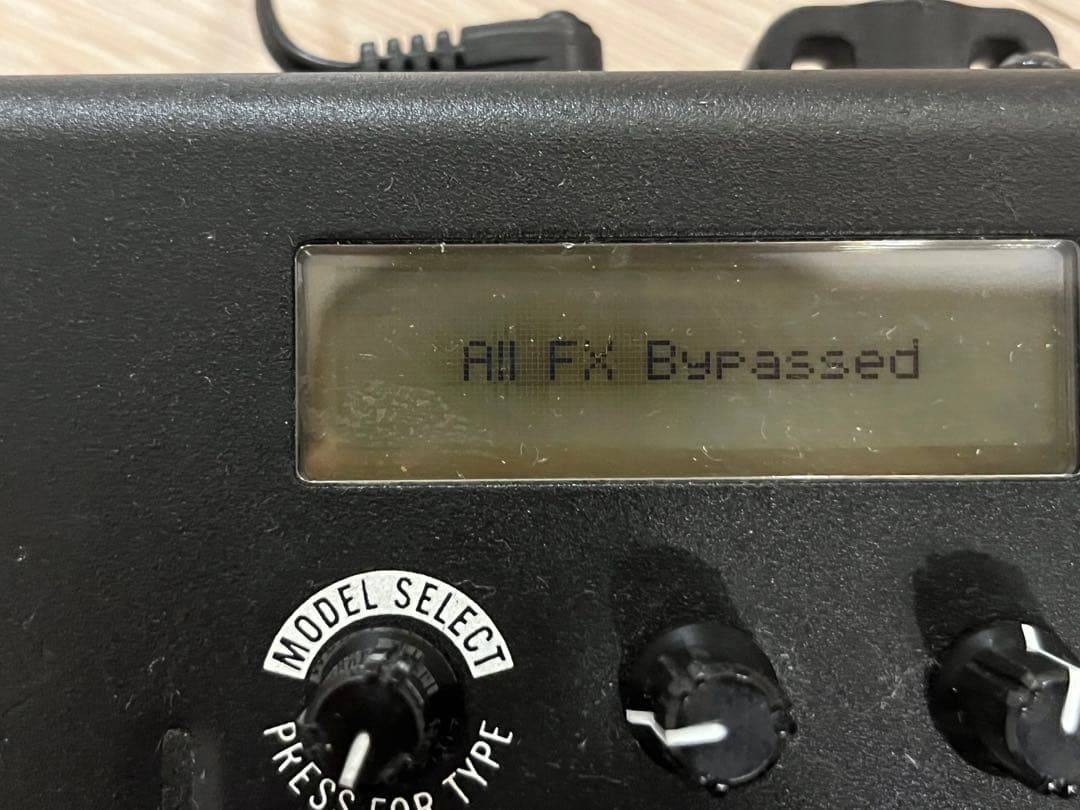 All FX Bypassed
MODEL SELECT
PRESS FOR TYPE